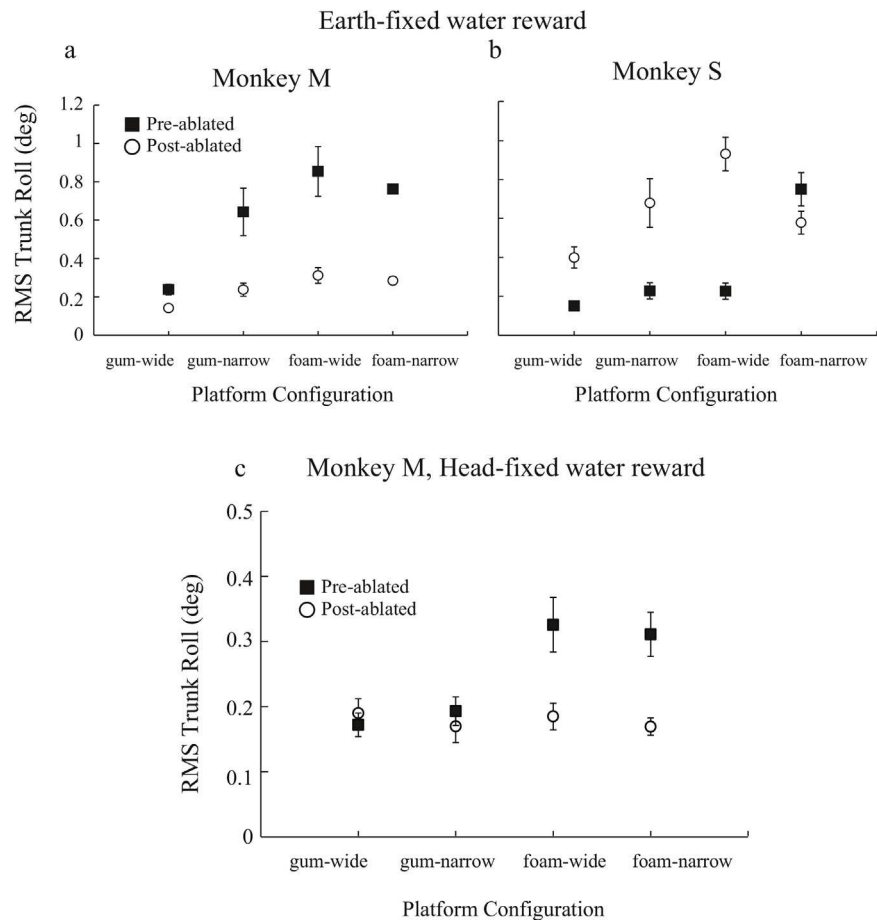 Earth-fixed water reward
a
b
Monkey M
Monkey S
1.2
1
0.8
0.6
0.4
0.2
0
RMS Trunk Roll (deg)
Pre-ablated
Post-ablated
gum-wide gum-narrow foam-wide foam-narrow
gum-wide gum-narrow foam-wide foam-narrow
Platform Configuration
Platform Configuration
c Monkey M, Head-fixed water reward
0.5
0.4
0.3
0.2
0.1
0
RMS Trunk Roll (deg)
Pre-ablated
Post-ablated
gum-wide gum-narrow foam-wide foam-narrow
Platform Configuration